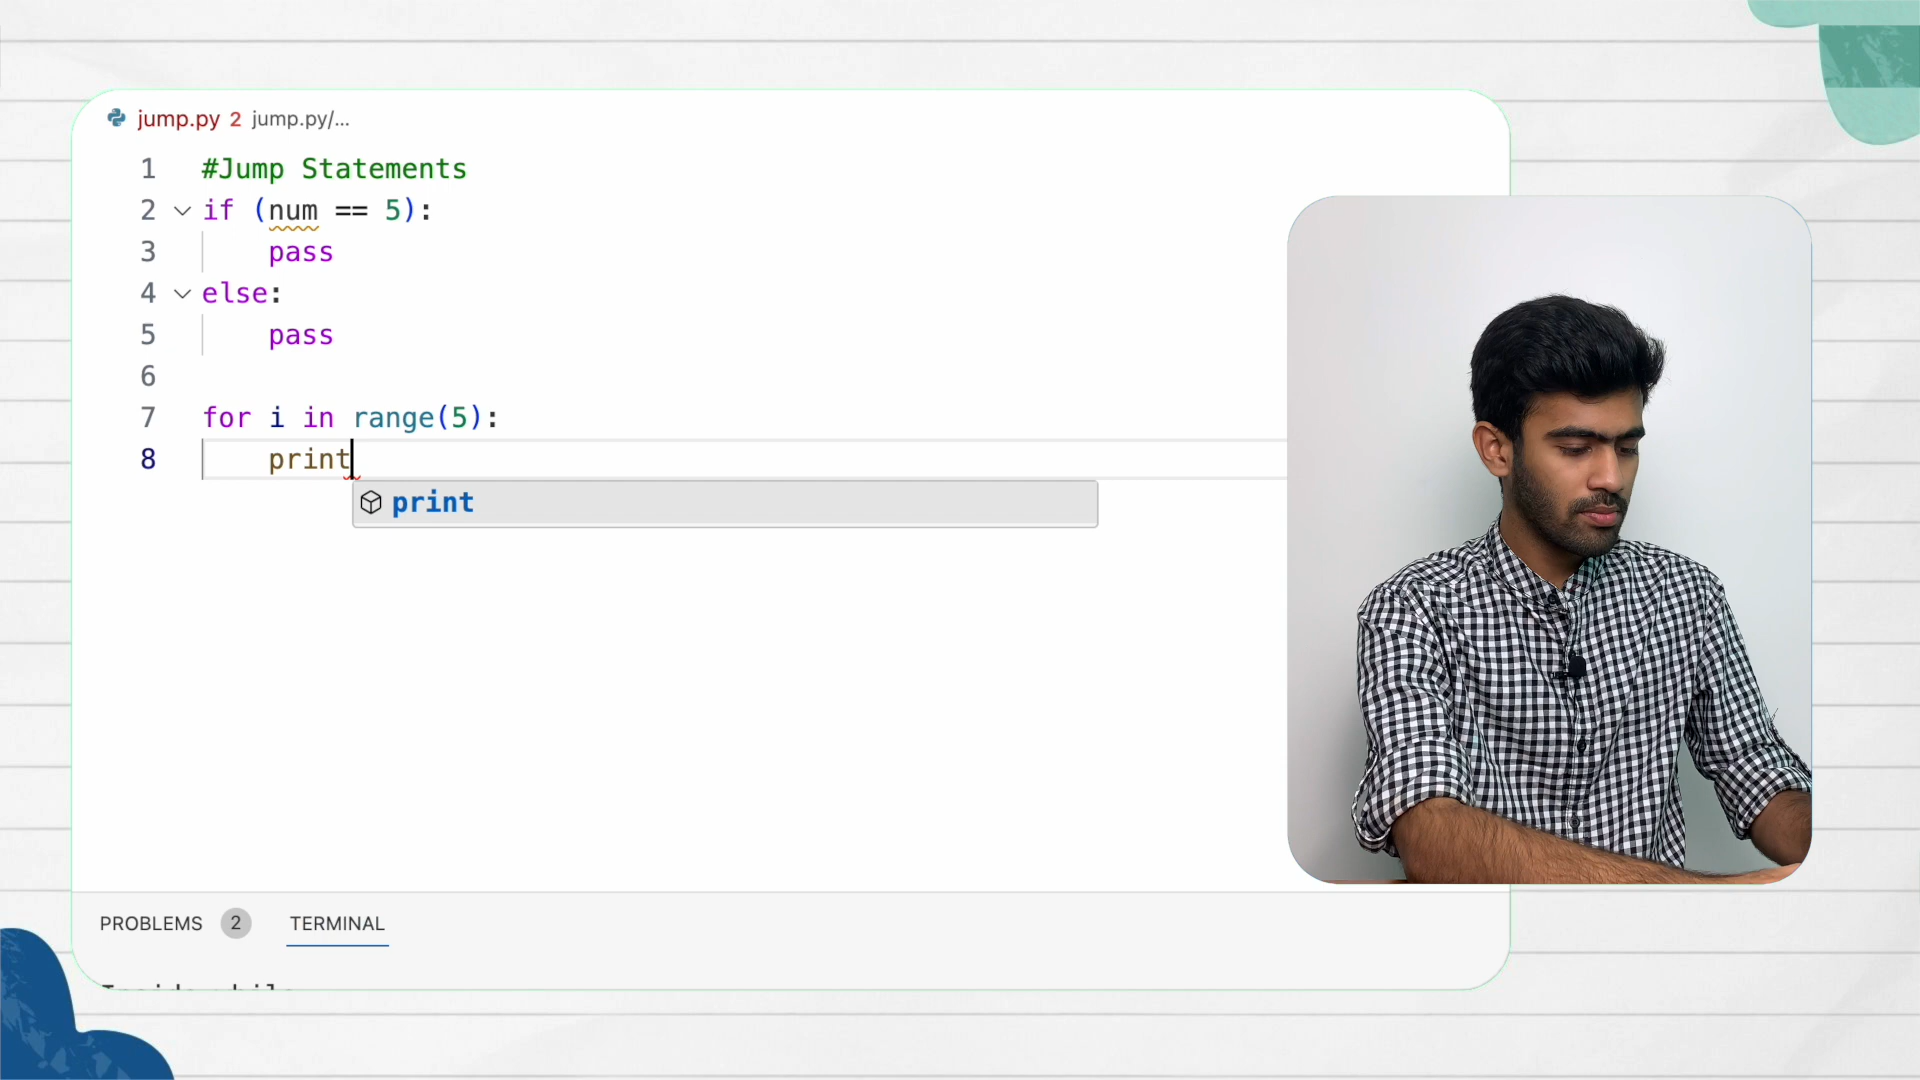 jump.py 2 jump.py/...
1 #Jump Statements
2 if (num == 5):
3 pass
4 else:
5 pass
6
7 for i in range(5):
8 print
print
PROBLEMS 2 TERMINAL